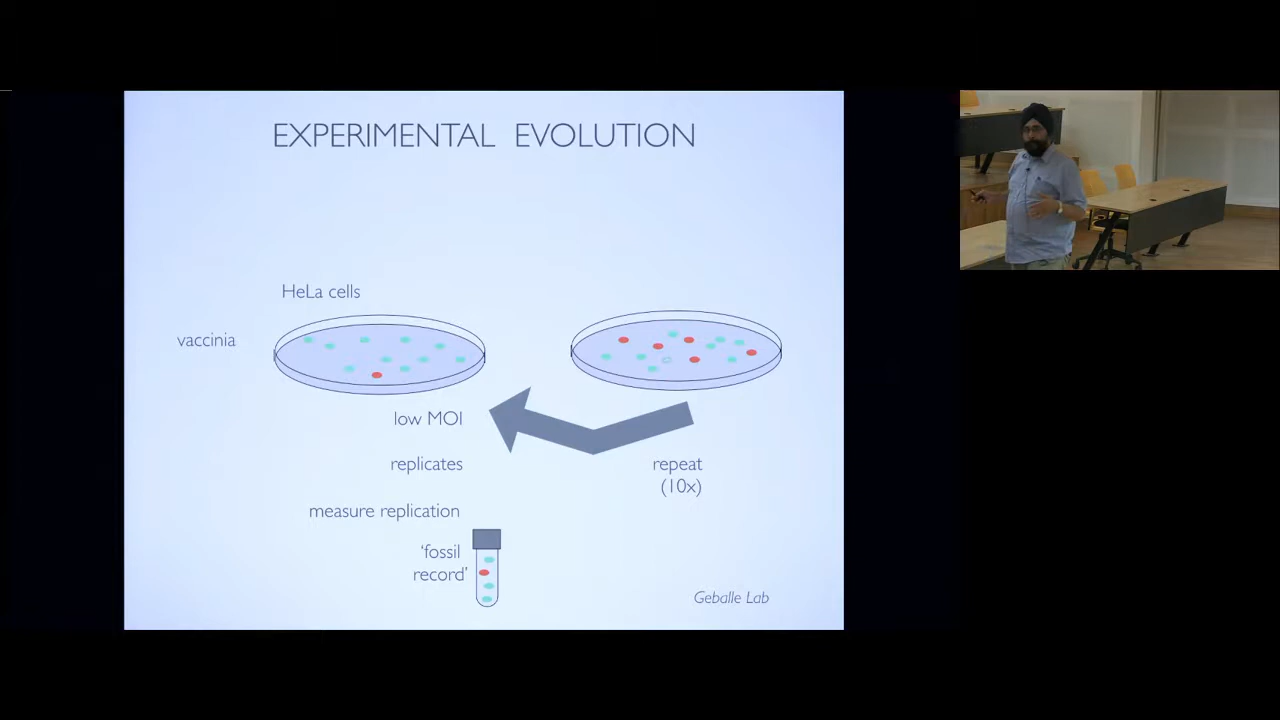 EXPERIMENTAL EVOLUTION
HeLa cells
vaccinia
low MOI
replicates
repeat
(10x)
measure replication
'fossil
record'
Geballe Lab